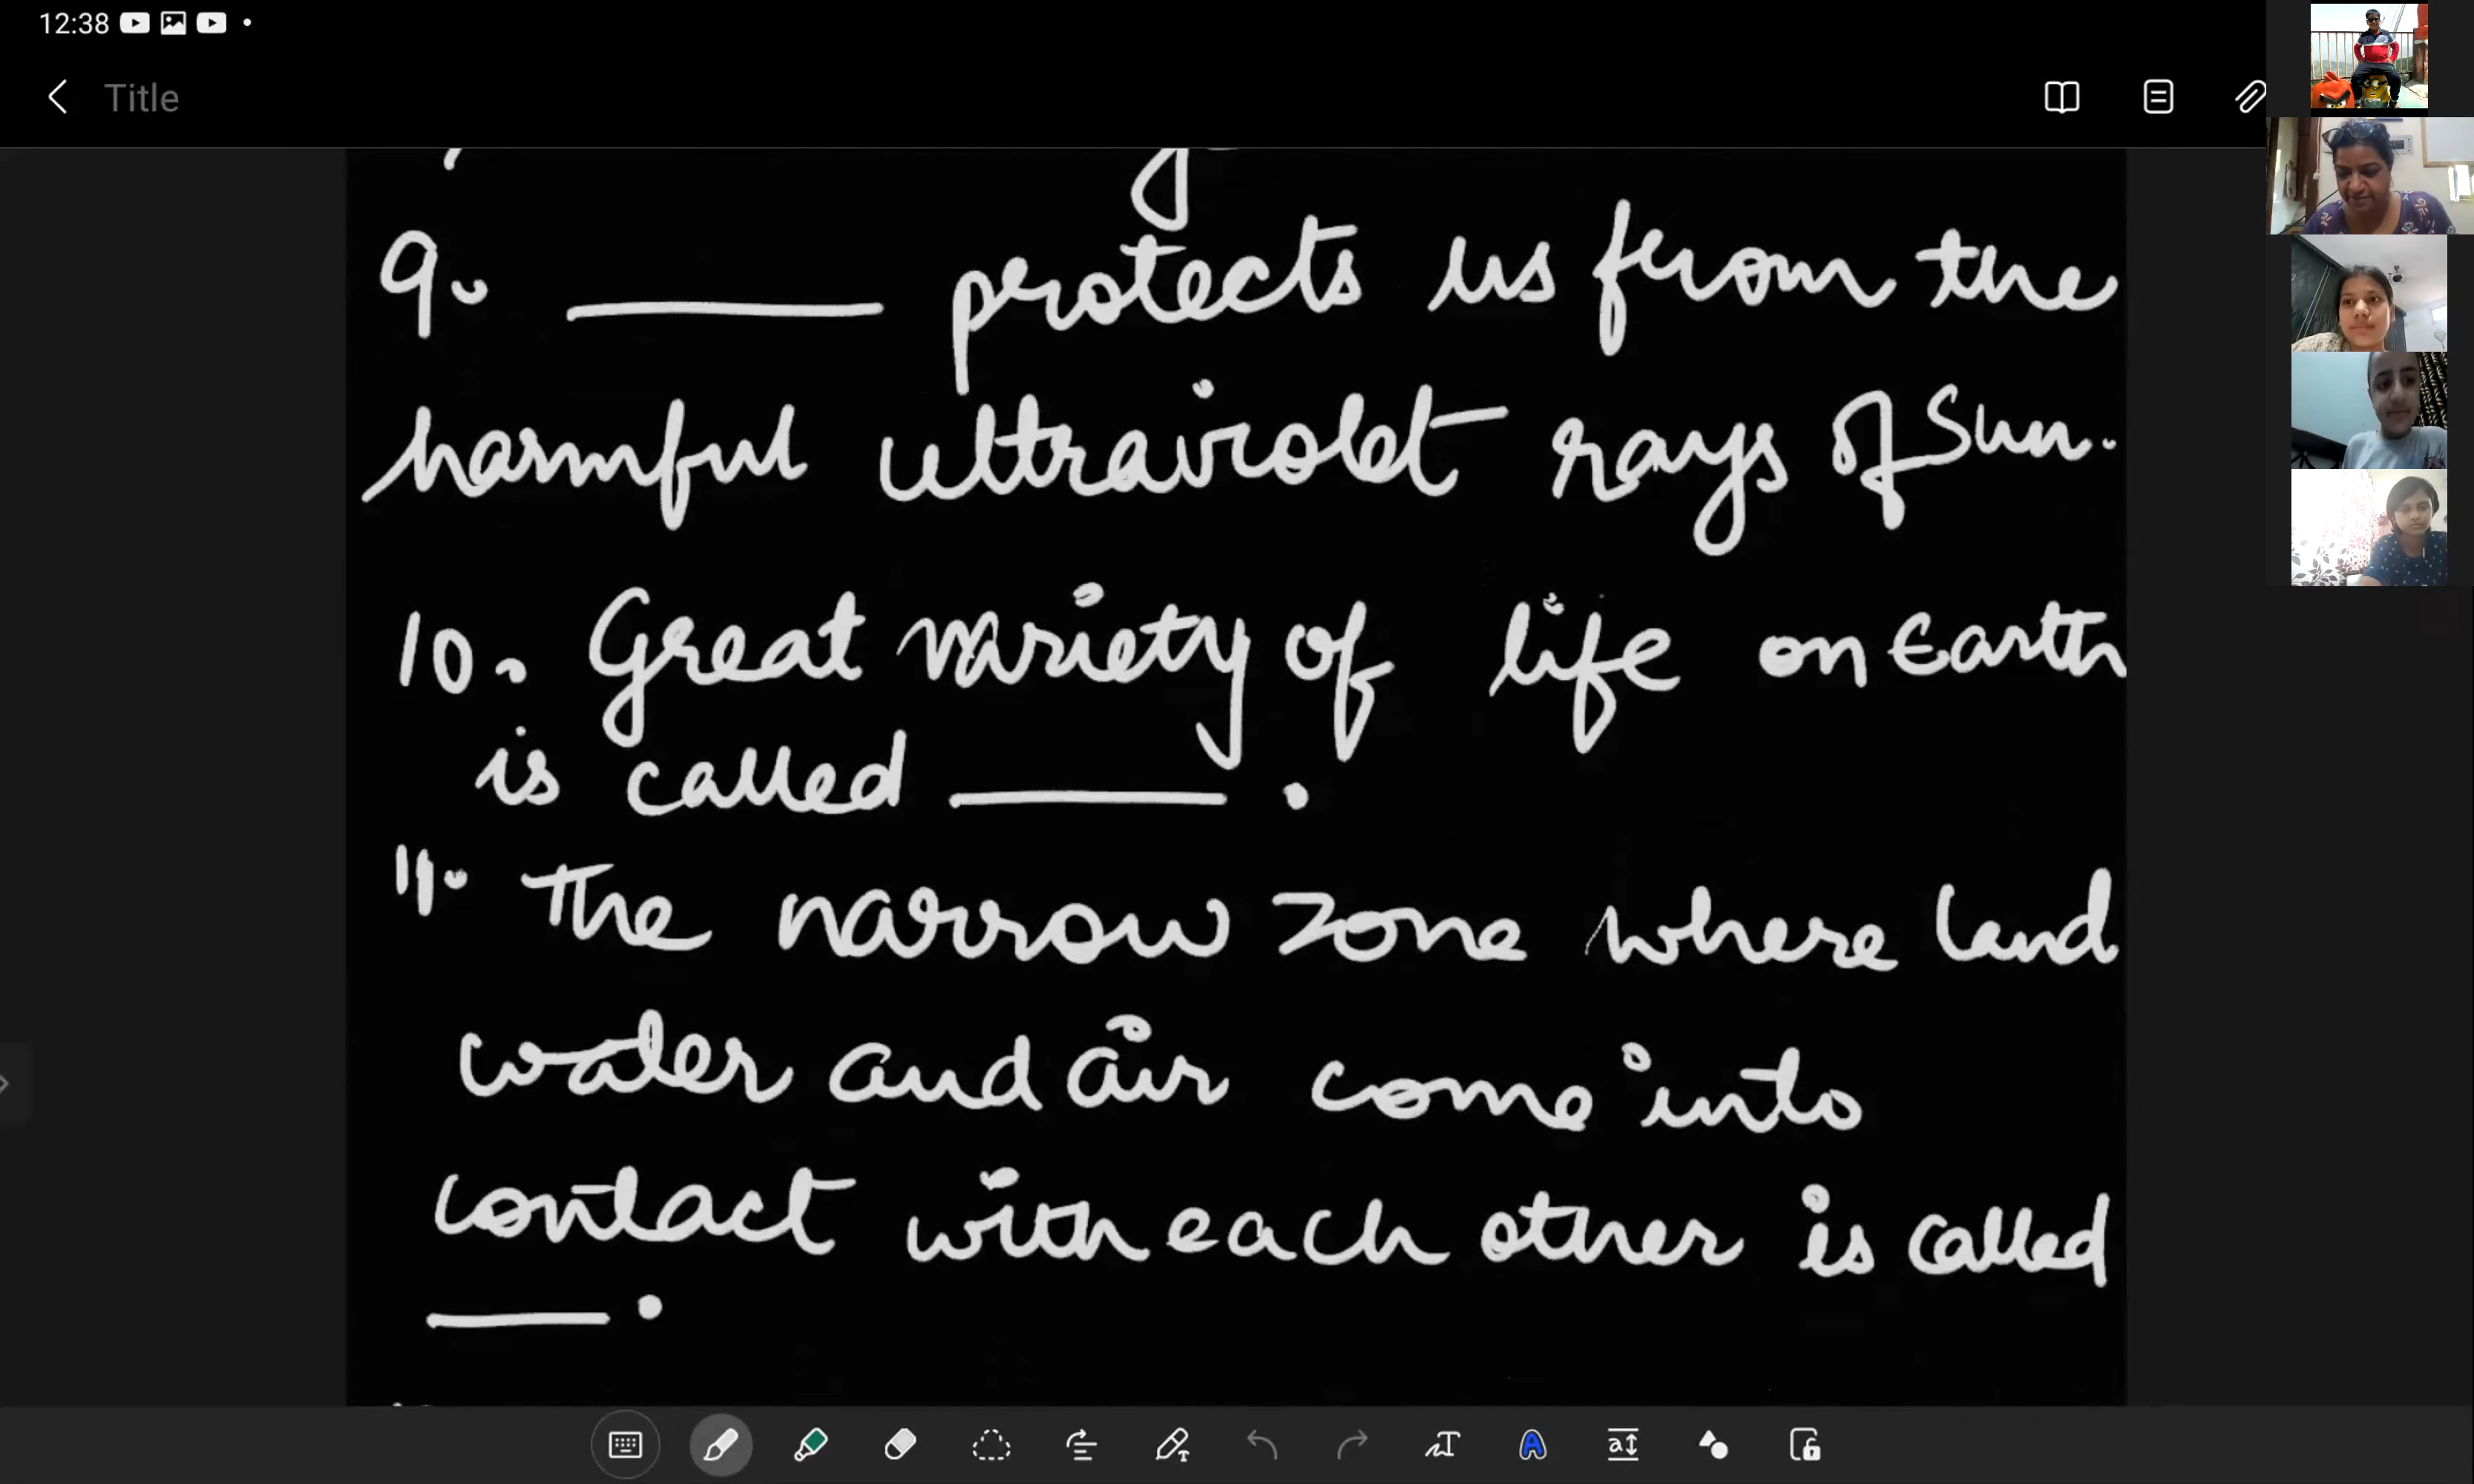 12:38
Title
9. ______ protects us from the
harmful ultraviolet rays of Sun.
10. Great variety of life on Earth
is called ______ .
11. The narrow zone where land
water and air come into
contact with each other is called
____ .